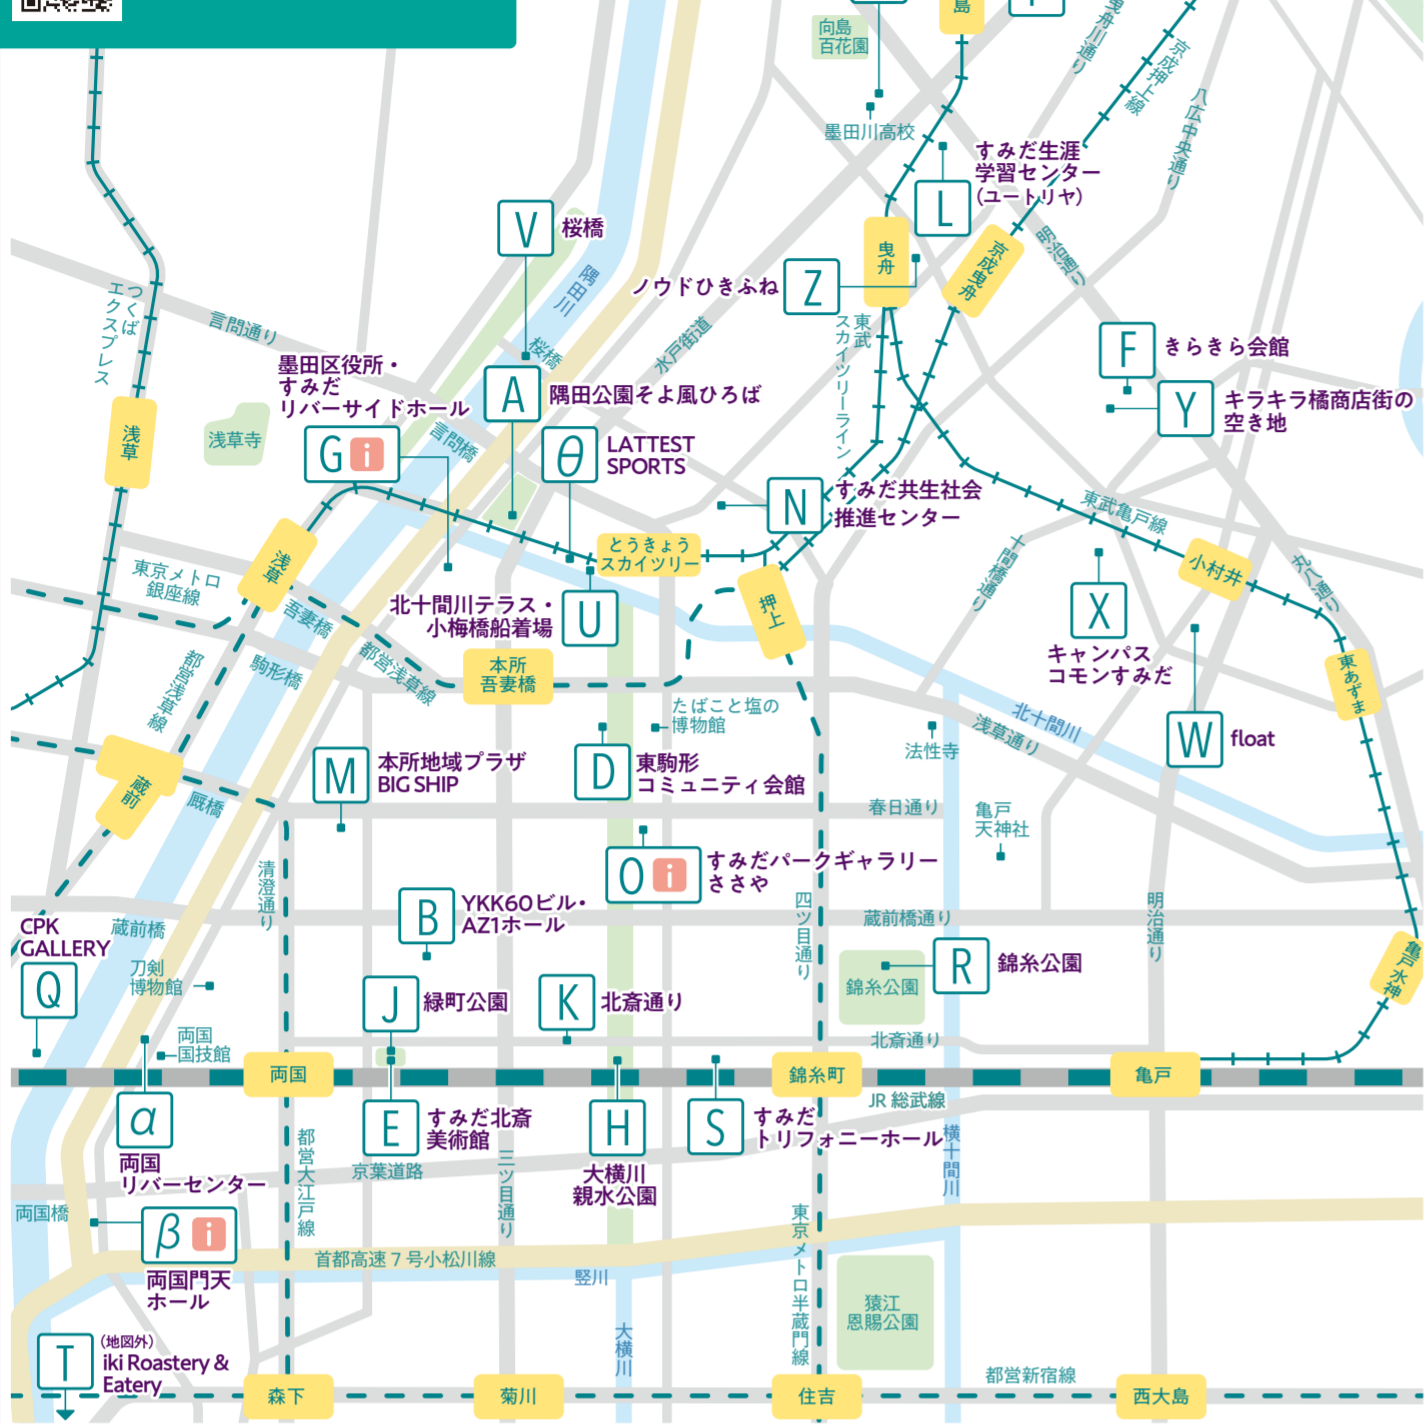 島
向島
百花園
曳舟川通り
京成押上線
八広中央通り
墨田川高校
L
すみだ生涯
学習センター
(ユートリヤ)
V
桜橋
隅田川
曳舟
京成曳舟
明治通り
ノウドひきふね
Z
つくば
エクスプレス
言問通り
桜橋
水戸街道
東武
スカイツリーライン
F
きらきら会館
Y
キラキラ橘商店街の
空き地
墨田区役所・
すみだ
リバーサイドホール
G i
A
隅田公園そよ風ひろば
浅草
浅草寺
言問橋
θ
LATTEST
SPORTS
N
すみだ共生社会
推進センター
東武亀戸線
とうきょう
スカイツリー
浅草
東京メトロ
銀座線
吾妻橋
北十間川テラス・
小梅橋船着場
U
押上
十間橋通り
小村井
丸八通り
X
キャンパス
コモンすみだ
都営浅草線
駒形橋
都営浅草線
本所
吾妻橋
たばこと塩の
博物館
東あずま
北十間川
浅草通り
法性寺
W
float
蔵前
厩橋
M
本所地域プラザ
BIG SHIP
D
東駒形
コミュニティ会館
春日通り
亀戸
天神社
清澄通り
O i
すみだパークギャラリー
ささや
四ツ目通り
蔵前橋通り
明治通り
B
YKK60ビル・
AZ1ホール
CPK
GALLERY
Q
蔵前橋
刀剣
博物館
R
錦糸公園
錦糸公園
亀戸水神
J
緑町公園
K
北斎通り
両国
国技館
北斎通り
両国
錦糸町
亀戸
JR 総武線
α
両国
リバーセンター
都営大江戸線
E
すみだ北斎
美術館
京葉道路
三ツ目通り
H
大横川
親水公園
S
すみだ
トリフォニーホール
横十間川
両国橋
β i
両国門天
ホール
首都高速7号小松川線
竪川
東京メトロ半蔵門線
猿江
恩賜公園
大横川
T
(地図外)
iki Roastery &
Eatery
都営新宿線
森下
菊川
住吉
西大島